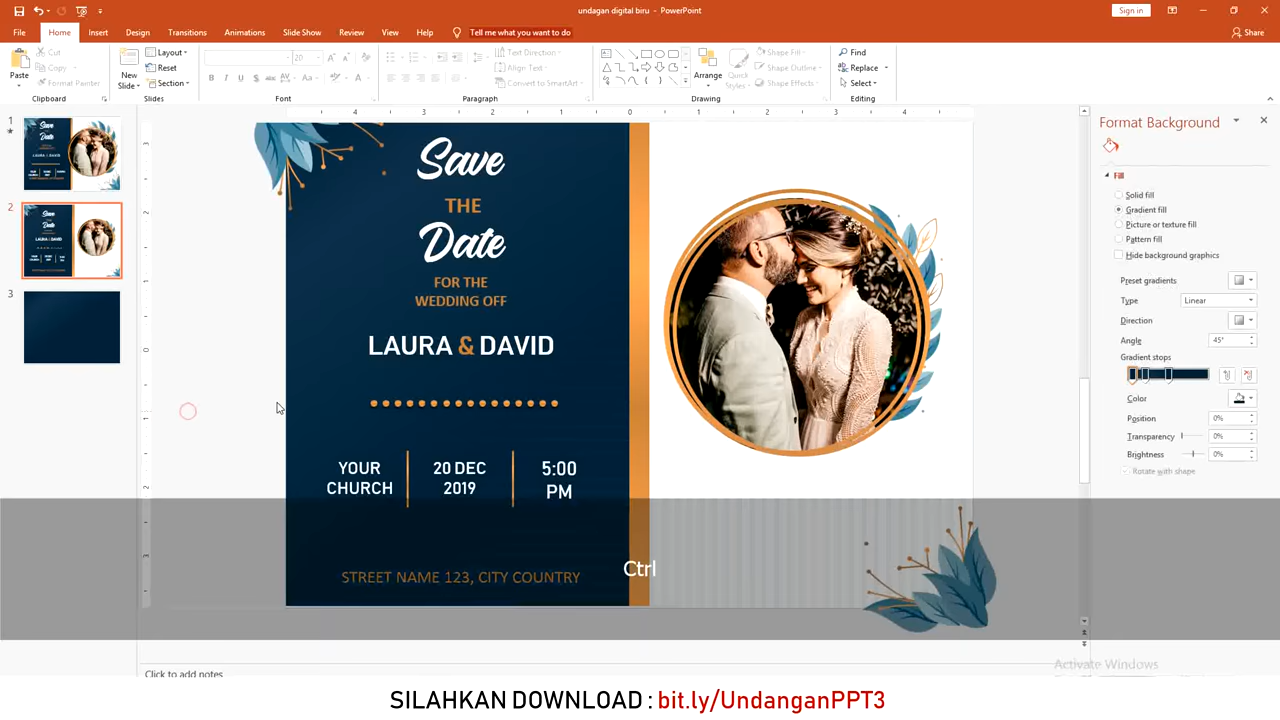 undagan digital biru - PowerPoint
Sign in
File Home Insert Design Transitions Animations Slide Show Review View Help Tell me what you want to do Share
Paste
Cut
Copy
Format Painter
Clipboard
New Slide
Layout
Reset
Section
Slides
20
Font
Text Direction
Align Text
Convert to SmartArt
Paragraph
Arrange
Quick Styles
Shape Fill
Shape Outline
Shape Effects
Drawing
Find
Replace
Select
Editing
1
2
3
Save
THE
Date
FOR THE
WEDDING OFF
LAURA & DAVID
YOUR CHURCH
20 DEC 2019
5:00 PM
STREET NAME 123, CITY COUNTRY
Ctrl
Format Background
Fill
Solid fill
Gradient fill
Picture or texture fill
Pattern fill
Hide background graphics
Preset gradients
Type Linear
Direction
Angle 45°
Gradient stops
Color
Position 0%
Transparency 0%
Brightness 0%
Rotate with shape
Activate Windows
Click to add notes
SILAHKAN DOWNLOAD : bit.ly/UndanganPPT3